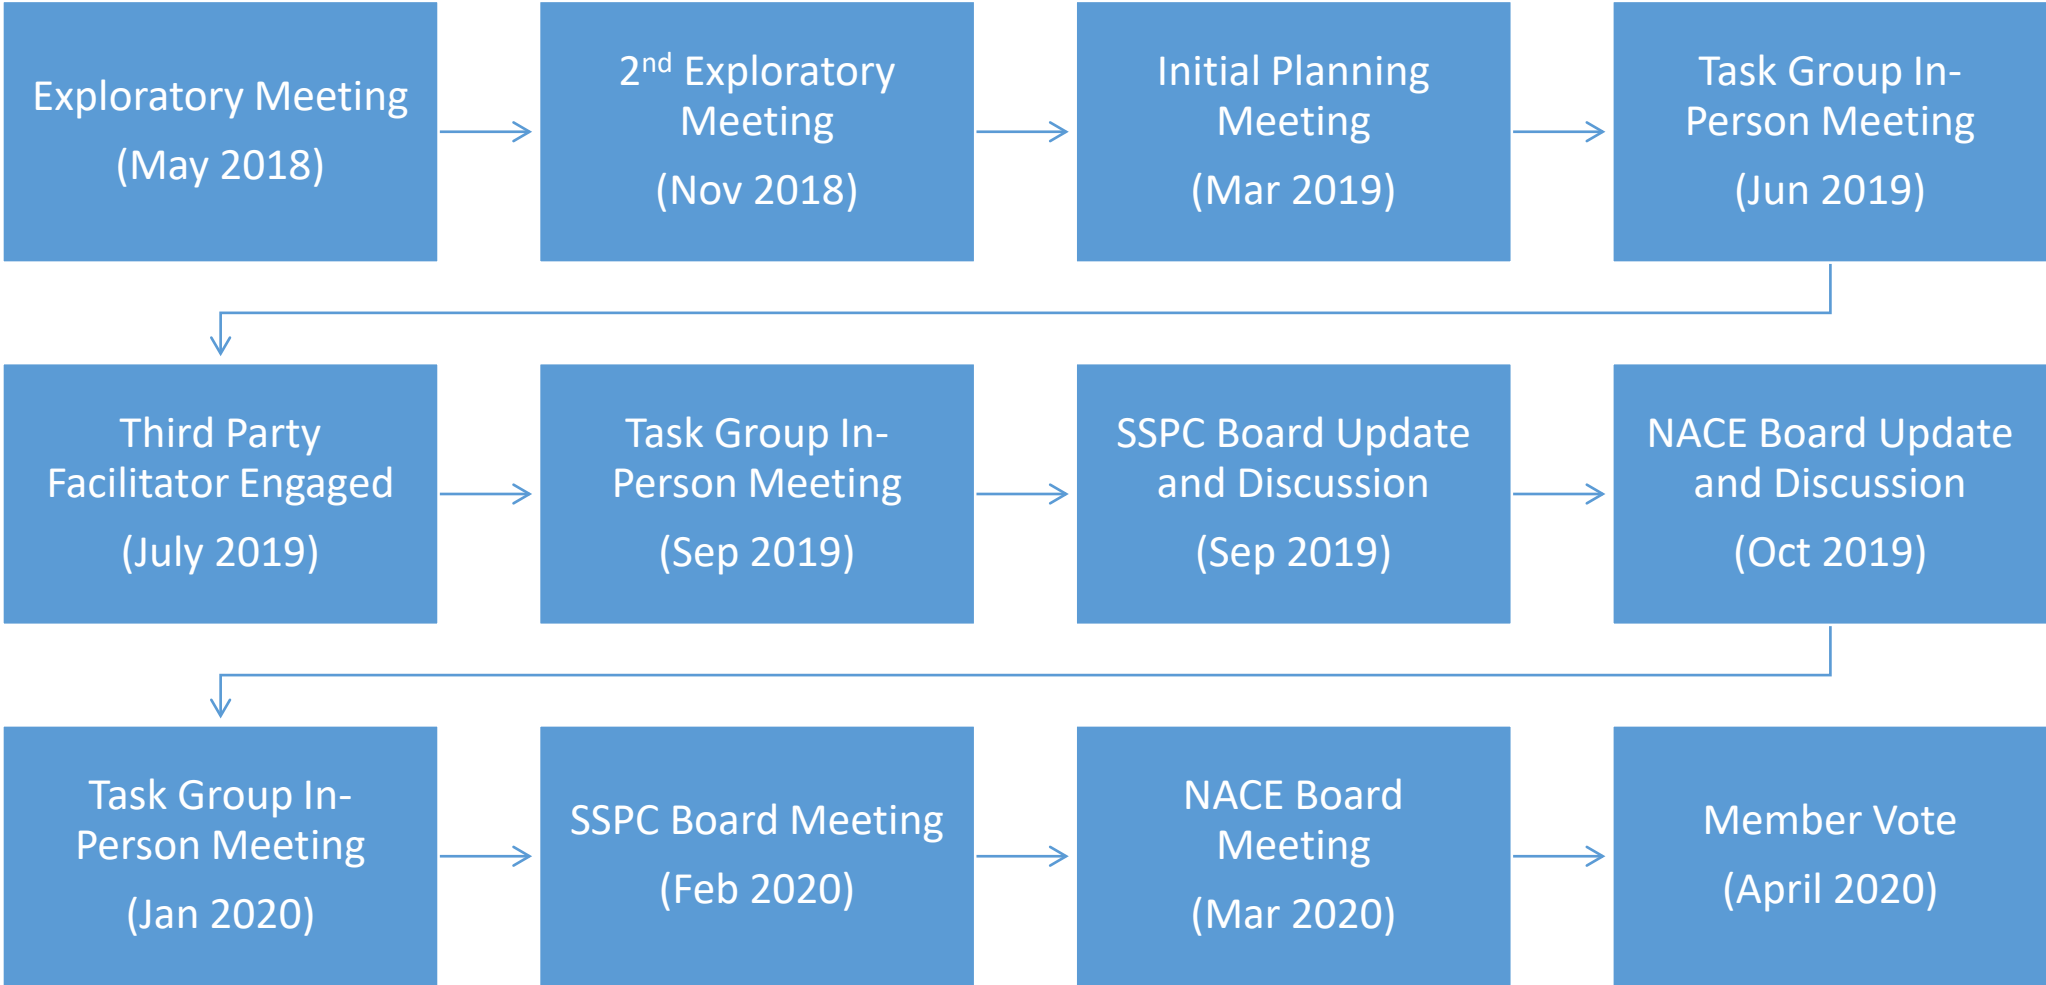 Exploratory Meeting
(May 2018)
2nd Exploratory
Meeting
(Nov 2018)
Initial Planning
Meeting
(Mar 2019)
Task Group In-
Person Meeting
(Jun 2019)
Third Party
Facilitator Engaged
(July 2019)
Task Group In-
Person Meeting
(Sep 2019)
SSPC Board Update
and Discussion
(Sep 2019)
NACE Board Update
and Discussion
(Oct 2019)
Task Group In-
Person Meeting
(Jan 2020)
SSPC Board Meeting
(Feb 2020)
NACE Board
Meeting
(Mar 2020)
Member Vote
(April 2020)